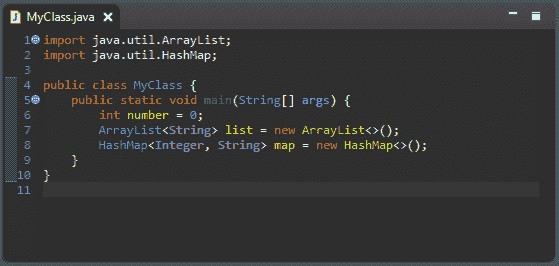 MyClass.java
1 import java.util.ArrayList;
2 import java.util.HashMap;
3
4 public class MyClass {
5     public static void main(String[] args) {
6         int number = 0;
7         ArrayList<String> list = new ArrayList<>();
8         HashMap<Integer, String> map = new HashMap<>();
9     }
10 }
11